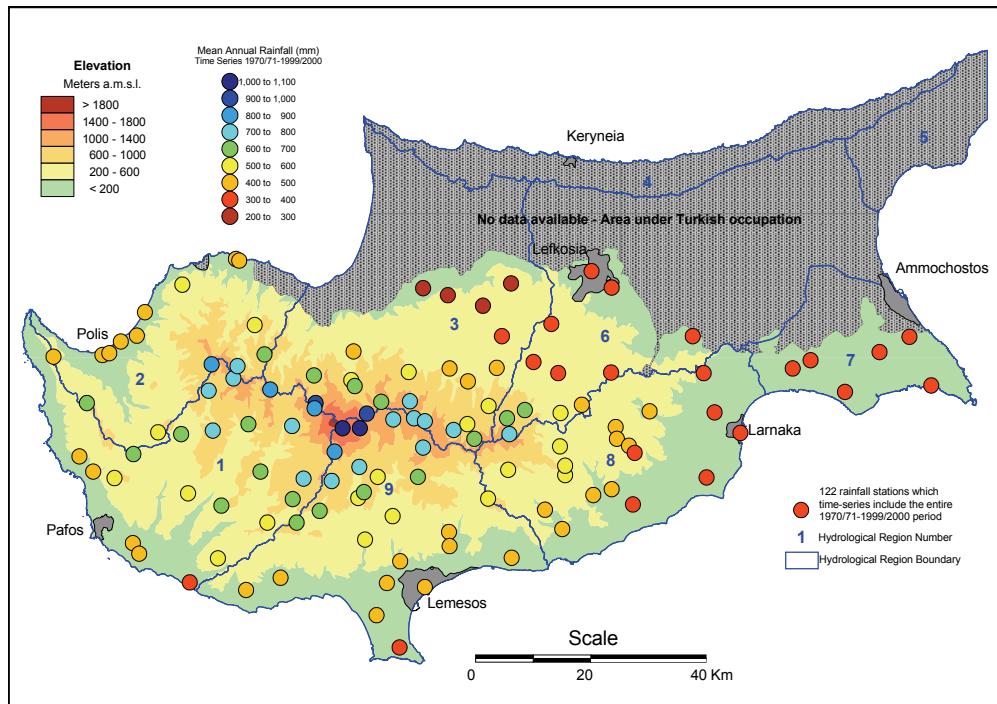 Elevation
Meters a.m.s.l.
> 1800
1400 - 1800
1000 - 1400
600 - 1000
200 - 600
< 200
Mean Annual Rainfall (mm)
Time Series 1970/71-1999/2000
1,000 to 1,100
900 to 1,000
800 to 900
700 to 800
600 to 700
500 to 600
400 to 500
300 to 400
200 to 300
Keryneia
5
4
No data available - Area under Turkish occupation
Lefkosia
Ammochostos
3
6
Polis
2
7
Larnaka
1
8
9
Pafos
Lemesos
122 rainfall stations which
time-series include the entire
1970/71-1999/2000 period
1 Hydrological Region Number
Hydrological Region Boundary
Scale
0 20 40 Km